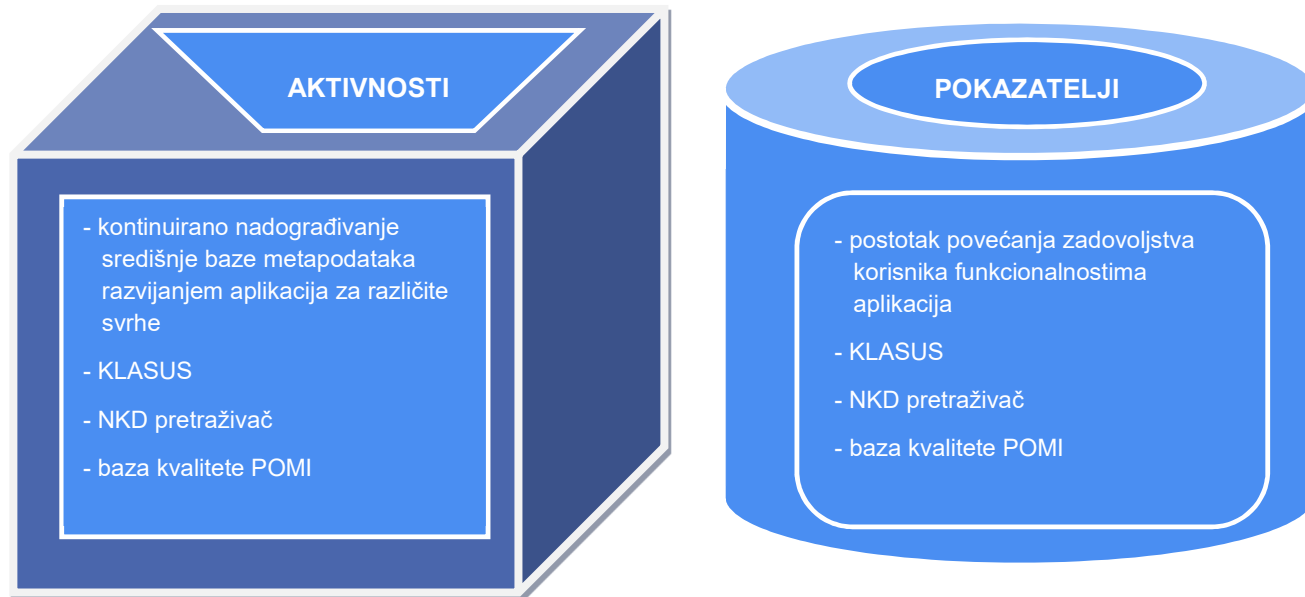 AKTIVNOSTI
- kontinuirano nadograđivanje
središnje baze metapodataka
razvijanjem aplikacija za različite
svrhe
- KLASUS
- NKD pretraživač
- baza kvalitete POMI
POKAZATELJI
- postotak povećanja zadovoljstva
korisnika funkcionalnostima
aplikacija
- KLASUS
- NKD pretraživač
- baza kvalitete POMI